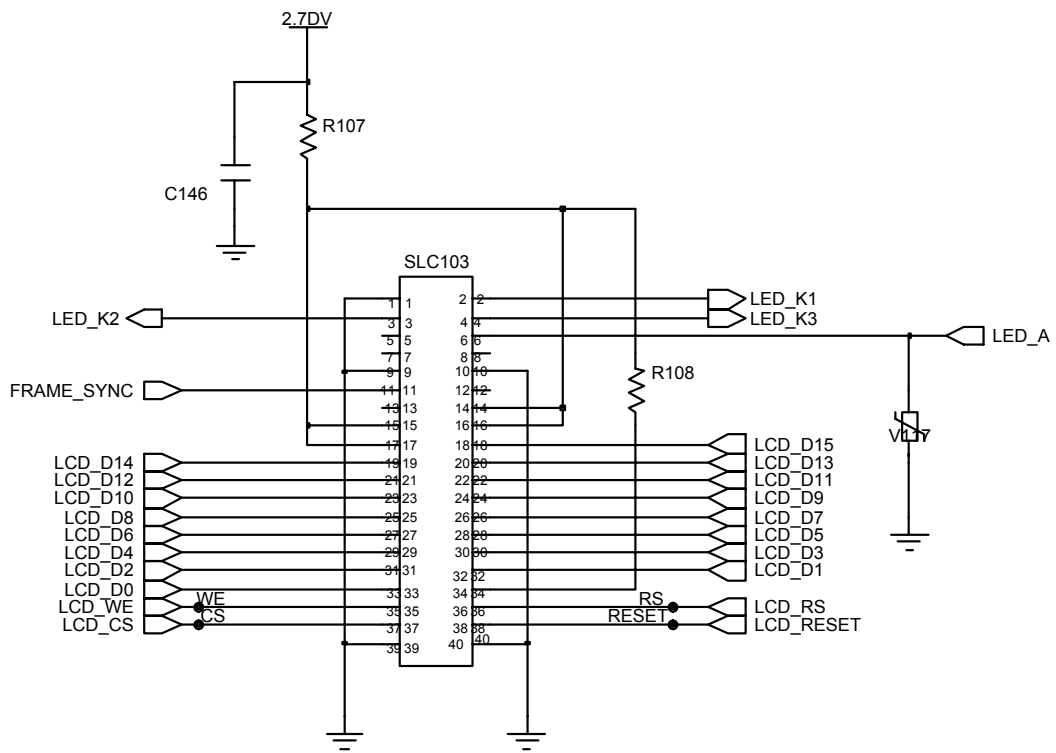 2.7DV
R107
C146
SLC103
LED_K2
1 1 2 2
LED_K1
3 3 4 4
LED_K3
5 5 6 6
LED_A
7 7 8 8
9 9 10 10
R108
FRAME_SYNC
11 11 12 12
13 13 14 14
15 15 16 16
V117
17 17 18 18
LCD_D15
LCD_D14
19 19 20 20
LCD_D13
LCD_D12
21 21 22 22
LCD_D11
LCD_D10
23 23 24 24
LCD_D9
LCD_D8
25 25 26 26
LCD_D7
LCD_D6
27 27 28 28
LCD_D5
LCD_D4
29 29 30 30
LCD_D3
LCD_D2
31 31 32 32
LCD_D1
LCD_D0
33 33 34 34
LCD_WE
WE
35 35 36 36
RS
LCD_RS
LCD_CS
CS
37 37 38 38
RESET
LCD_RESET
39 39 40 40